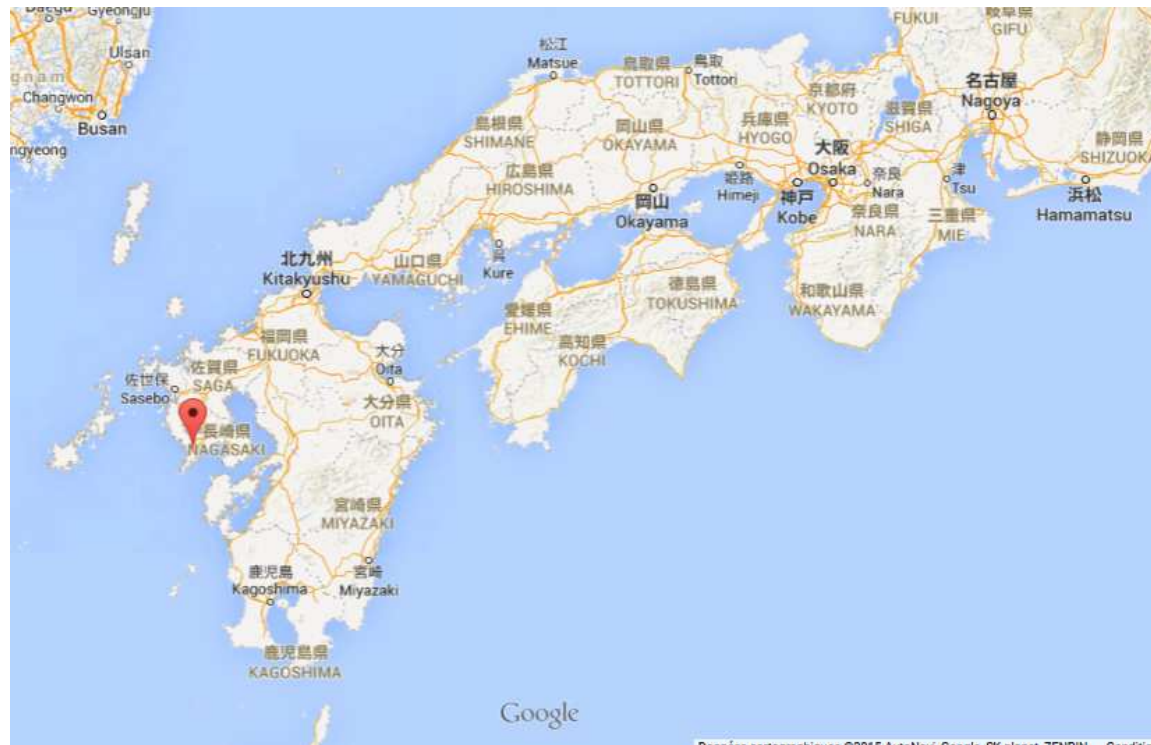 Daegu
Gyeongju
Ulsan
Changwon
Busan
松江
Matsue
鳥取県
TOTTORI
鳥取
Tottori
FUKUI
岐阜県
GIFU
京都府
KYOTO
滋賀県
SHIGA
名古屋
Nagoya
島根県
SHIMANE
岡山県
OKAYAMA
兵庫県
HYOGO
大阪
Osaka
静岡県
SHIZUOKA
広島県
HIROSHIMA
姫路
Himeji
神戸
Kobe
奈良
Nara
津
Tsu
浜松
Hamamatsu
岡山
Okayama
奈良県
NARA
三重県
MIE
北九州
Kitakyushu
山口県
YAMAGUCHI
呉
Kure
徳島県
TOKUSHIMA
和歌山県
WAKAYAMA
愛媛県
EHIME
高知県
KOCHI
福岡県
FUKUOKA
大分
Oita
佐賀県
SAGA
佐世保
Sasebo
大分県
OITA
長崎県
NAGASAKI
宮崎県
MIYAZAKI
鹿児島
Kagoshima
宮崎
Miyazaki
鹿児島県
KAGOSHIMA
Google